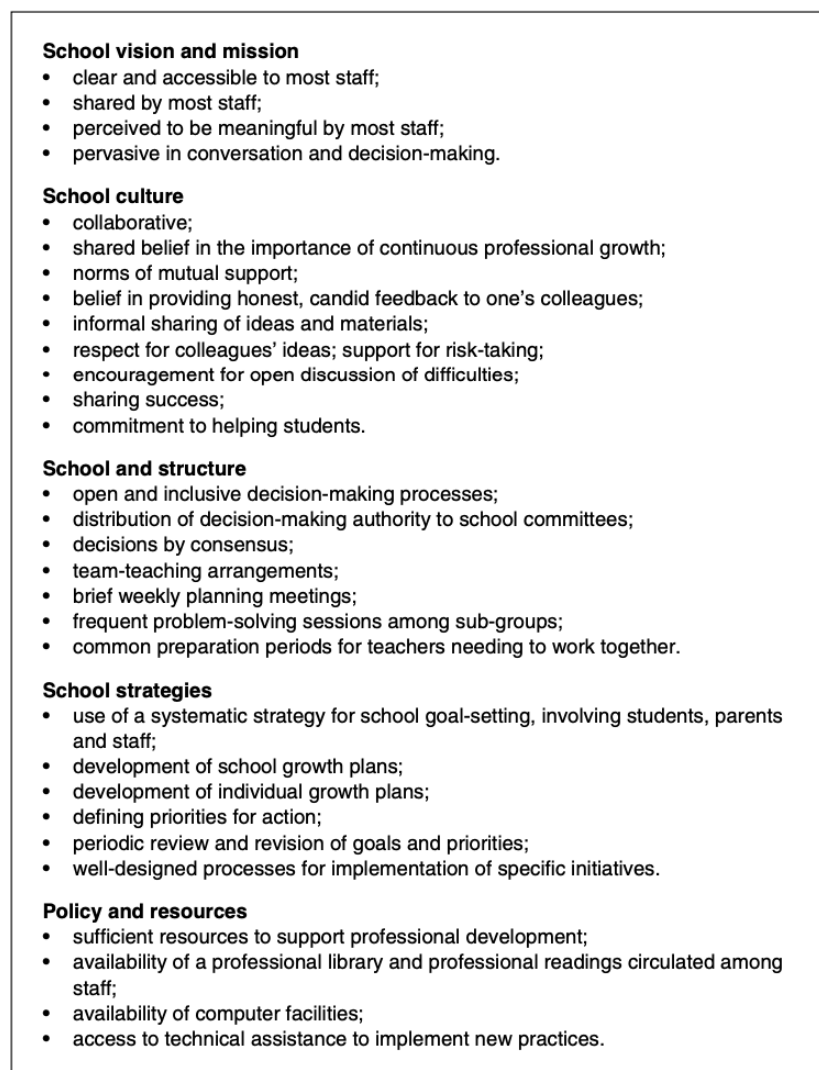 School vision and mission
• clear and accessible to most staff;
• shared by most staff;
• perceived to be meaningful by most staff;
• pervasive in conversation and decision-making.
School culture
• collaborative;
• shared belief in the importance of continuous professional growth;
• norms of mutual support;
• belief in providing honest, candid feedback to one's colleagues;
• informal sharing of ideas and materials;
• respect for colleagues' ideas; support for risk-taking;
• encouragement for open discussion of difficulties;
• sharing success;
• commitment to helping students.
School and structure
• open and inclusive decision-making processes;
• distribution of decision-making authority to school committees;
• decisions by consensus;
• team-teaching arrangements;
• brief weekly planning meetings;
• frequent problem-solving sessions among sub-groups;
• common preparation periods for teachers needing to work together.
School strategies
• use of a systematic strategy for school goal-setting, involving students, parents
and staff;
• development of school growth plans;
• development of individual growth plans;
• defining priorities for action;
• periodic review and revision of goals and priorities;
• well-designed processes for implementation of specific initiatives.
Policy and resources
• sufficient resources to support professional development;
• availability of a professional library and professional readings circulated among
staff;
• availability of computer facilities;
• access to technical assistance to implement new practices.